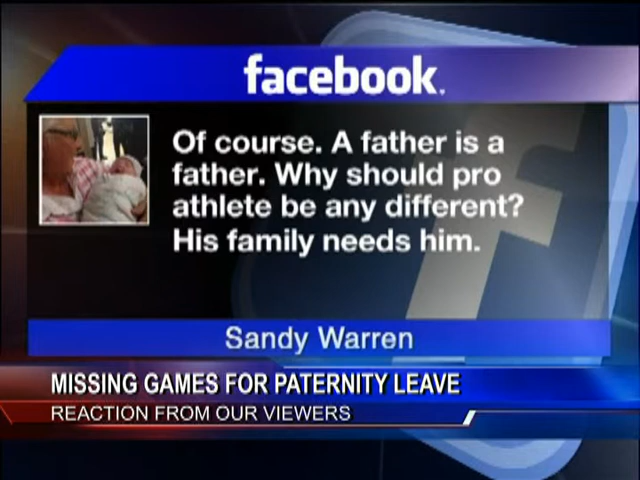 facebook.
Of course. A father is a
father. Why should pro
athlete be any different?
His family needs him.
Sandy Warren
MISSING GAMES FOR PATERNITY LEAVE
REACTION FROM OUR VIEWERS